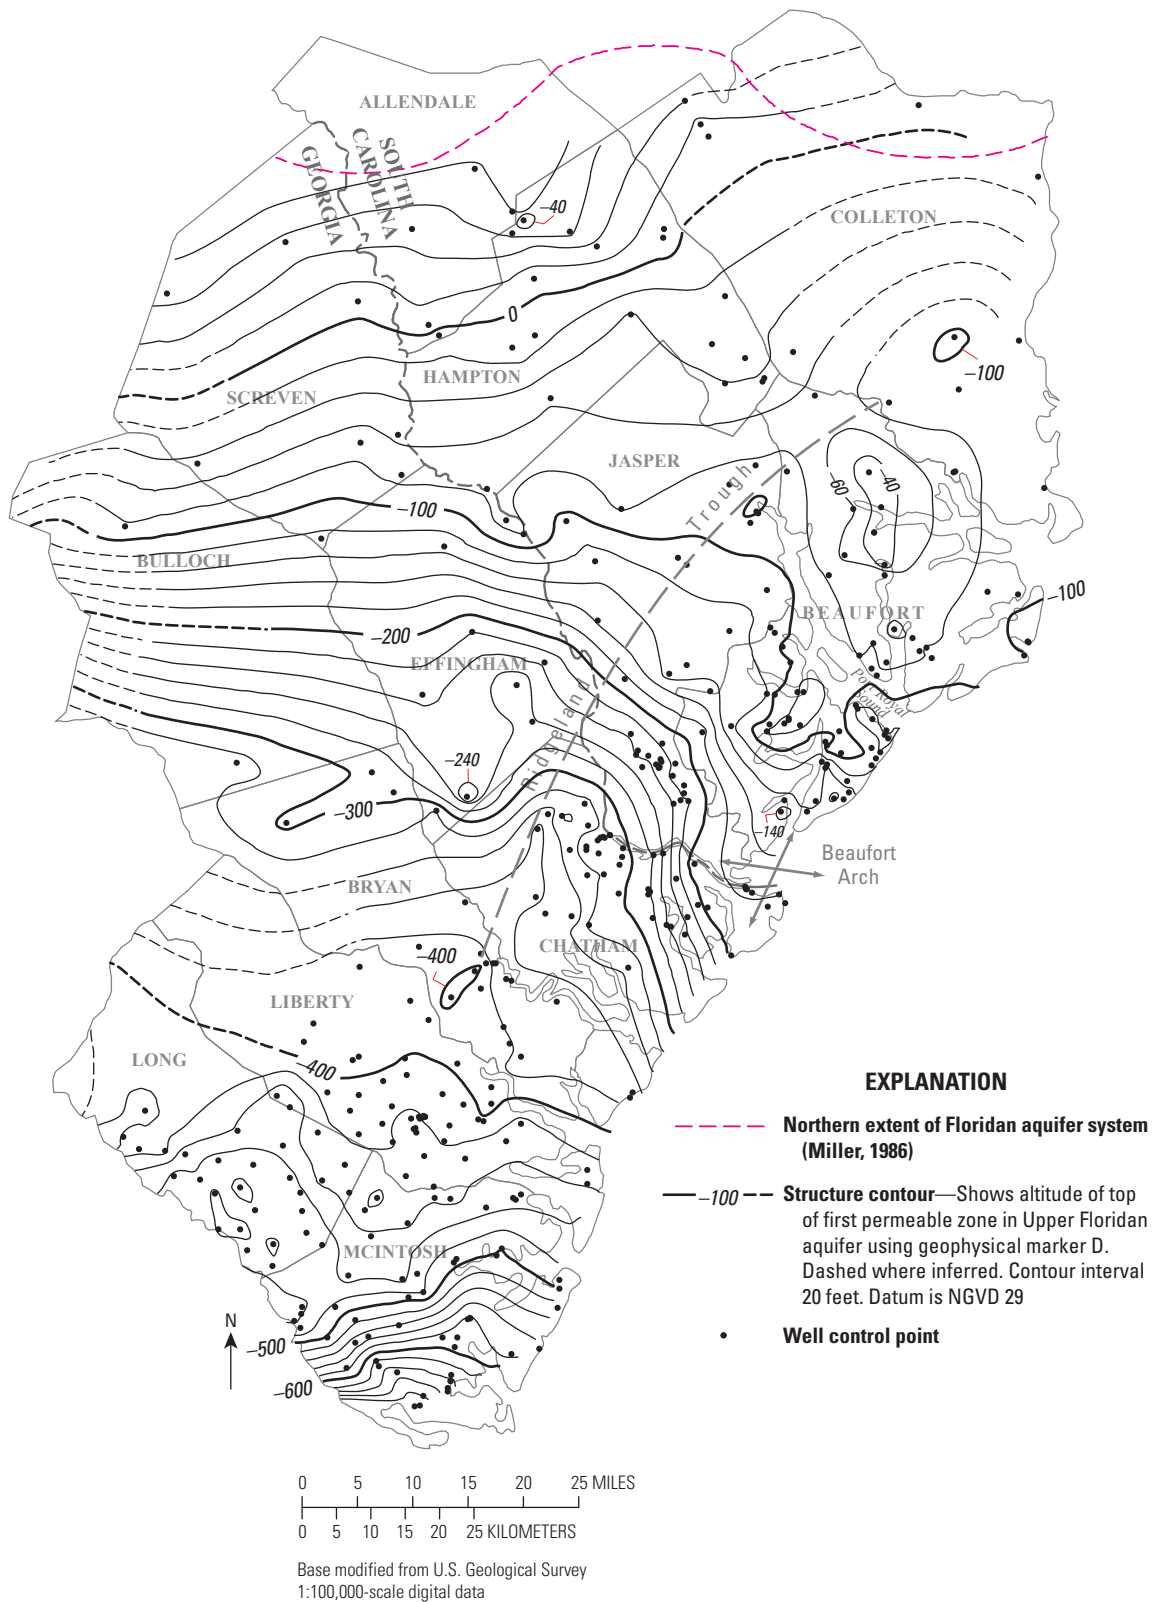 ALLENDALE
SOUTH
CAROLINA
GEORGIA
–40
COLLETON
0
–100
HAMPTON
SCREVEN
JASPER
Trough
–60
–40
–100
BULLOCH
–100
BEAUFORT
–200
EFFINGHAM
Port Royal
Sound
Ridgeland
–240
–300
–140
Beaufort
Arch
BRYAN
CHATHAM
–400
LIBERTY
LONG
–400
MCINTOSH
–500
–600
N
EXPLANATION
Northern extent of Floridan aquifer system
(Miller, 1986)
–100
Structure contour—Shows altitude of top
of first permeable zone in Upper Floridan
aquifer using geophysical marker D.
Dashed where inferred. Contour interval
20 feet. Datum is NGVD 29
Well control point
0 5 10 15 20 25 MILES
0 5 10 15 20 25 KILOMETERS
Base modified from U.S. Geological Survey
1:100,000-scale digital data